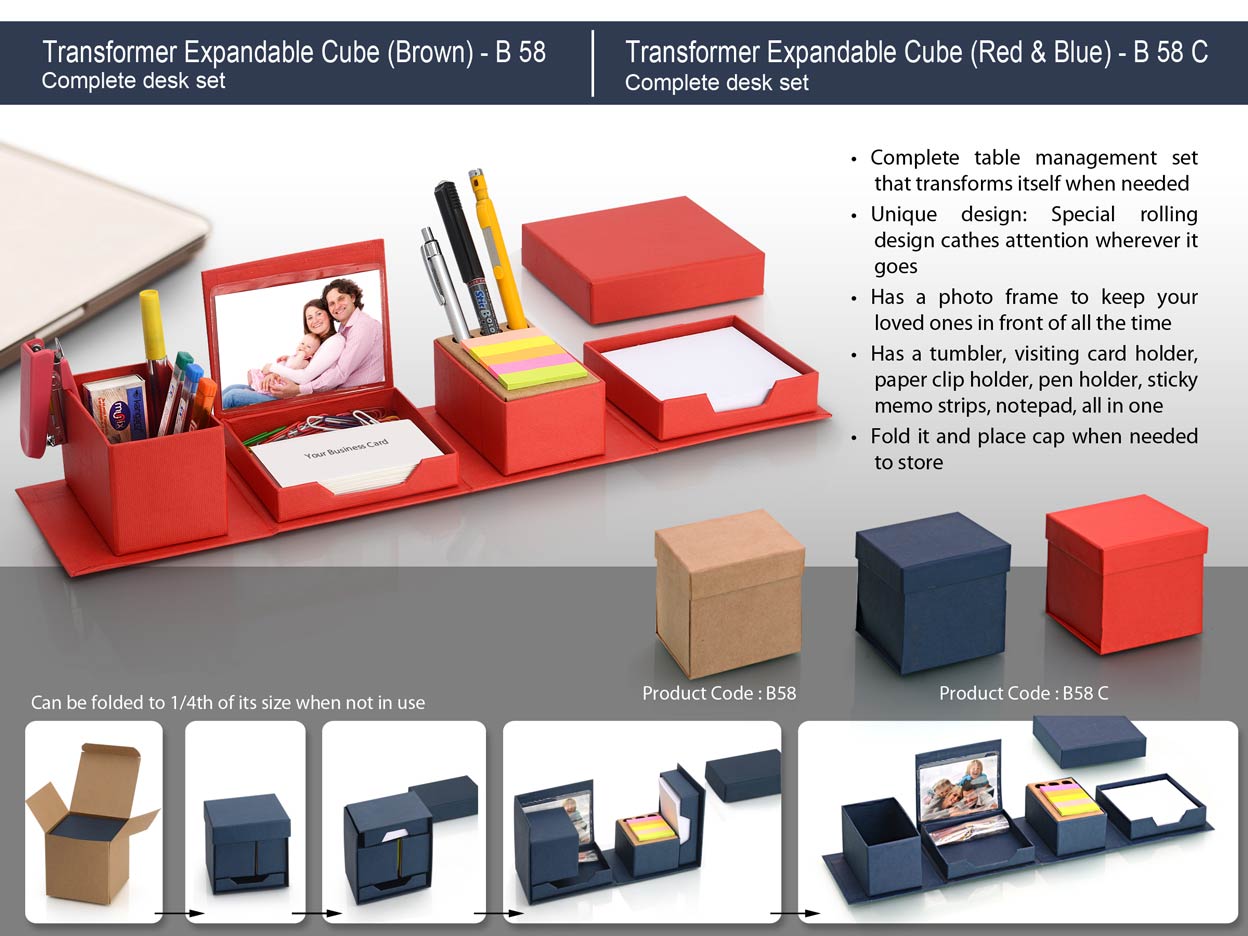 Transformer Expandable Cube (Brown) - B 58
Complete desk set
Transformer Expandable Cube (Red & Blue) - B 58 C
Complete desk set
• Complete table management set
that transforms itself when needed
• Unique design: Special rolling
design cathes attention wherever it
goes
• Has a photo frame to keep your
loved ones in front of all the time
• Has a tumbler, visiting card holder,
paper clip holder, pen holder, sticky
memo strips, notepad, all in one
• Fold it and place cap when needed
to store
Your Business Card
Product Code : B58
Product Code : B58 C
Can be folded to 1/4th of its size when not in use